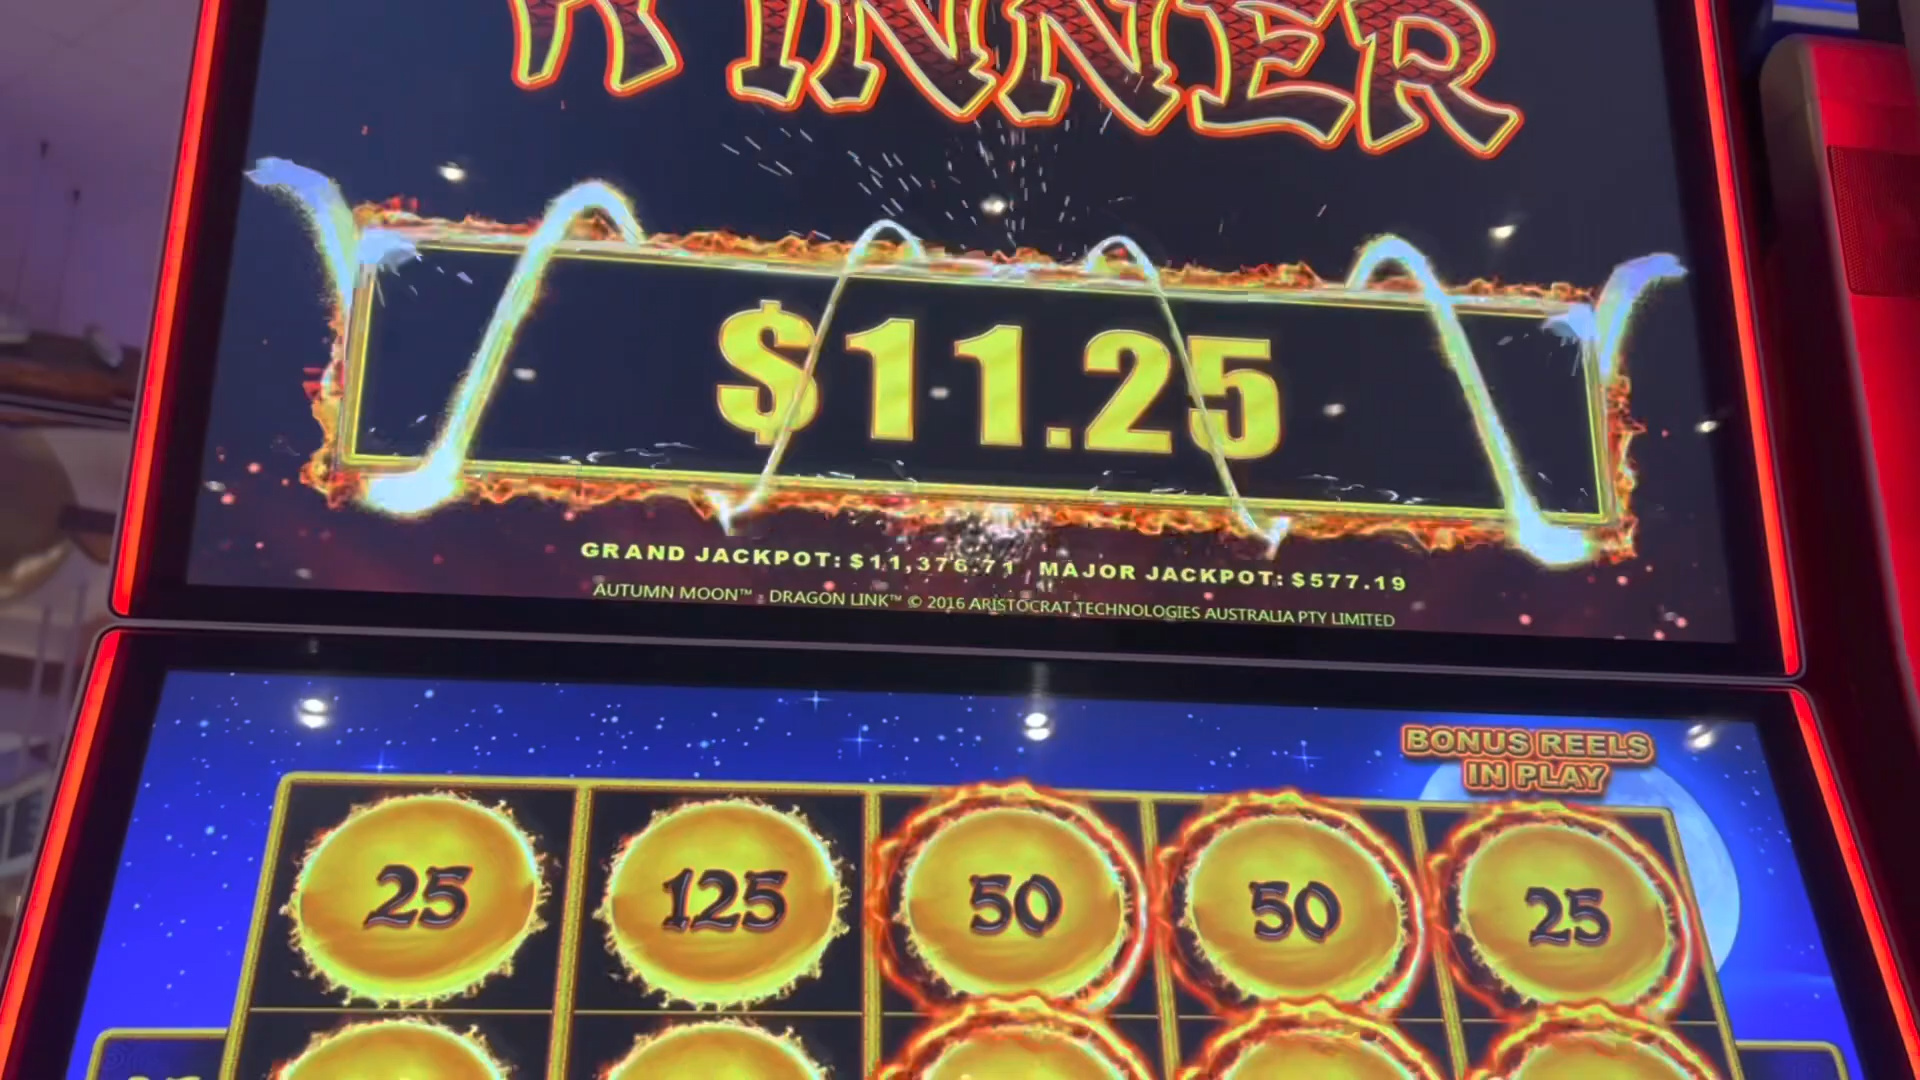 WINNER
$11.25
GRAND JACKPOT: $11,376.71 MAJOR JACKPOT: $577.19
AUTUMN MOON™ - DRAGON LINK™ © 2016 ARISTOCRAT TECHNOLOGIES AUSTRALIA PTY LIMITED
BONUS REELS
IN PLAY
25 125 50 50 25